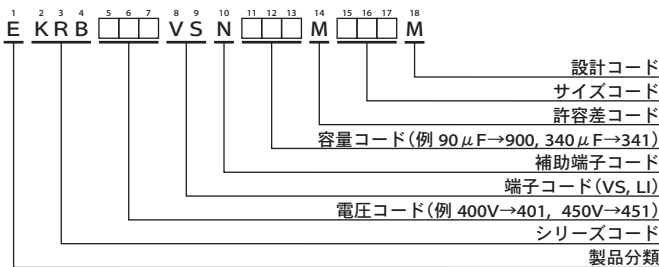 1 2 3 4 5 6 7 8 9 10 11 12 13 14 15 16 17 18
E KRB □□□ VS N □□□ M □□□ M
設計コード
サイズコード
許容差コード
容量コード(例 90μF→900, 340μF→341)
補助端子コード
端子コード(VS, LI)
電圧コード(例 400V→401, 450V→451)
シリーズコード
製品分類